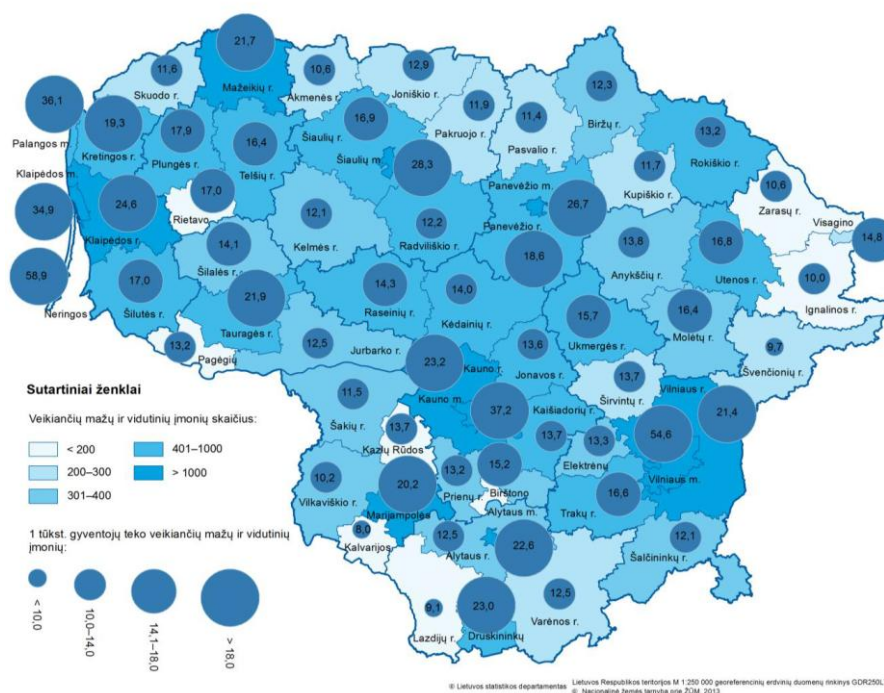 21,7
Mažeikių r.
11,6
Skuodo r.
10,6
Akmenės r.
12,9
Joniškio r.
12,3
Biržų r.
36,1
Palangos m.
19,3
Kretingos r.
17,9
Plungės r.
16,4
Telšių r.
16,9
Šiaulių r.
Šiaulių m.
28,3
11,9
Pakruojo r.
11,4
Pasvalio r.
13,2
Rokiškio r.
11,7
Kupiškio r.
10,6
Zarasų r.
Visagino
14,8
Klaipėdos m.
34,9
24,6
Klaipėdos r.
17,0
Rietavo
12,1
Kelmės r.
12,2
Radviliškio r.
Panevėžio m.
26,7
Panevėžio r.
18,6
13,8
Anykščių r.
16,8
Utenos r.
10,0
Ignalinos r.
58,9
Neringos
17,0
Šilutės r.
14,1
Šilalės r.
21,9
Tauragės r.
14,3
Raseinių r.
14,0
Kėdainių r.
15,7
Ukmergės r.
16,4
Molėtų r.
9,7
Švenčionių r.
13,2
Pagėgių
12,5
Jurbarko r.
23,2
Kauno r.
Kauno m.
37,2
13,6
Jonavos r.
13,7
Širvintų r.
Vilniaus r.
21,4
54,6
Vilniaus m.
11,5
Šakių r.
13,7
Kazlų Rūdos
Kaišiadorių r.
13,7
13,3
Elektrėnų
10,2
Vilkaviškio r.
20,2
Marijampolės
13,2
Prienų r.
15,2
Birštono
16,6
Trakų r.
8,0
Kalvarijos
12,5
Alytaus r.
Alytaus m.
22,6
12,1
Šalčininkų r.
9,1
Lazdijų r.
23,0
Druskininkų
12,5
Varėnos r.
Sutartiniai ženklai
Veikiančių mažų ir vidutinių įmonių skaičius:
< 200
401–1000
200–300
> 1000
301–400
1 tūkst. gyventojų teko veikiančių mažų ir vidutinių
įmonių:
< 10,0
10,0–14,0
14,1–18,0
> 18,0
© Lietuvos statistikos departamentas
Lietuvos Respublikos teritorijos M 1:250 000 georeferencinių erdvinių duomenų rinkinys GDR250LT
© Nacionalinė žemės tarnyba prie ŽŪM, 2013